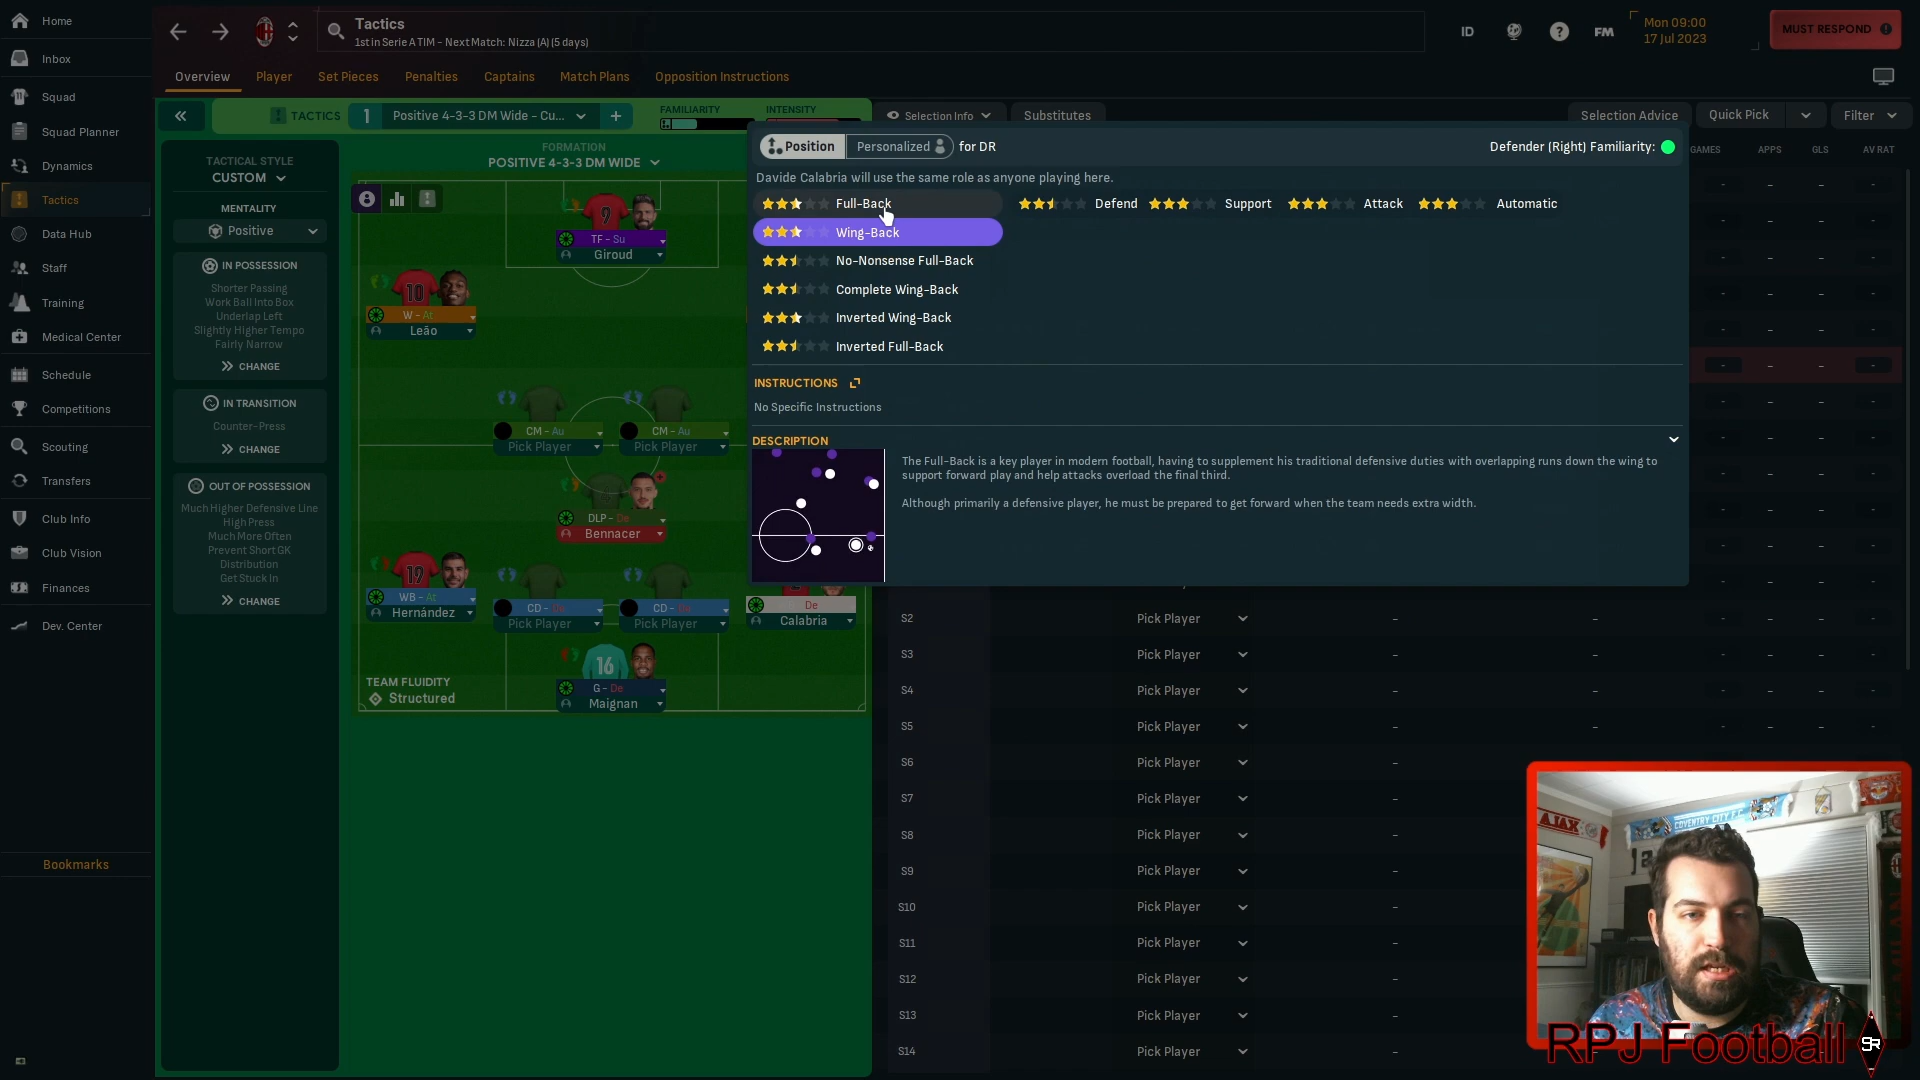 Home
Inbox
Squad
Squad Planner
Dynamics
Tactics
Data Hub
Staff
Training
Medical Center
Schedule
Competitions
Scouting
Transfers
Club Info
Club Vision
Finances
Dev. Center
Bookmarks
Tactics
1st in Serie A TIM - Next Match: Nizza (A) (5 days)
ID
FM
Mon 09:00
17 Jul 2023
MUST RESPOND
Overview
Player
Set Pieces
Penalties
Captains
Match Plans
Opposition Instructions
TACTICS
1
Positive 4-3-3 DM Wide - Cu...
FAMILIARITY
INTENSITY
Selection Info
Substitutes
Selection Advice
Quick Pick
Filter
GAMES
APPS
GLS
AV RAT
TACTICAL STYLE
CUSTOM
MENTALITY
Positive
IN POSSESSION
Shorter Passing
Work Ball Into Box
Underlap Left
Slightly Higher Tempo
Fairly Narrow
CHANGE
IN TRANSITION
Counter-Press
CHANGE
OUT OF POSSESSION
Much Higher Defensive Line
High Press
Much More Often
Prevent Short GK
Distribution
Get Stuck In
CHANGE
FORMATION
POSITIVE 4-3-3 DM WIDE
9
TF - Su
Giroud
10
W - At
Leão
CM - Au
Pick Player
CM - Au
Pick Player
DLP - De
Bennacer
19
WB - At
Hernández
CD - De
Pick Player
CD - De
Pick Player
De
Calabria
16
G - De
Maignan
TEAM FLUIDITY
Structured
Position
Personalized
for DR
Defender (Right) Familiarity:
Davide Calabria will use the same role as anyone playing here.
Full-Back
Defend
Support
Attack
Automatic
Wing-Back
No-Nonsense Full-Back
Complete Wing-Back
Inverted Wing-Back
Inverted Full-Back
INSTRUCTIONS
No Specific Instructions
DESCRIPTION
The Full-Back is a key player in modern football, having to supplement his traditional defensive duties with overlapping runs down the wing to
support forward play and help attacks overload the final third.
Although primarily a defensive player, he must be prepared to get forward when the team needs extra width.
S2 Pick Player - -
S3 Pick Player - -
S4 Pick Player - -
S5 Pick Player - -
S6 Pick Player - -
S7 Pick Player - -
S8 Pick Player -
S9 Pick Player -
S10 Pick Player -
S11 Pick Player -
S12 Pick Player -
S13 Pick Player -
S14 Pick Player -
AJAX
COVENTRY CITY F.C
RPJ Football